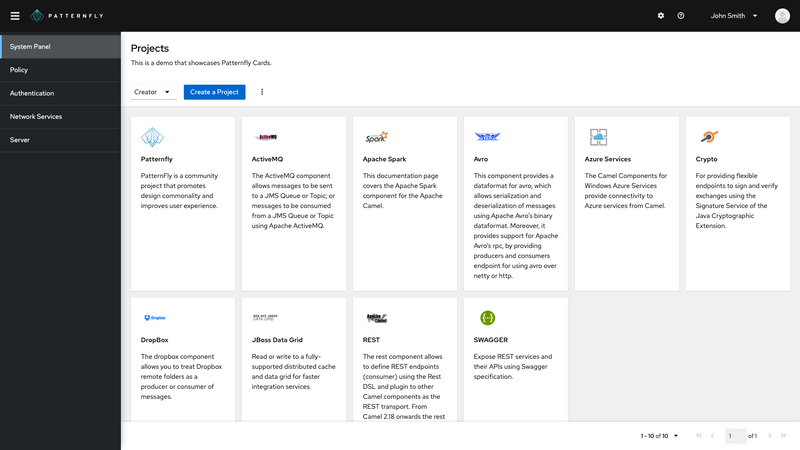 PATTERNFLY
John Smith
System Panel
Policy
Authentication
Network Services
Server
Projects
This is a demo that showcases Patternfly Cards.
Creator
Create a Project
Patternfly
PatternFly is a community
project that promotes
design commonality and
improves user experience.
ActiveMQ
ActiveMQ
The ActiveMQ component
allows messages to be sent
to a JMS Queue or Topic; or
messages to be consumed
from a JMS Queue or Topic
using Apache ActiveMQ.
Spark
Apache Spark
This documentation page
covers the Apache Spark
component for the Apache
Camel.
Avro
This component provides a
dataformat for avro, which
allows serialization and
deserialization of messages
using Apache Avro's binary
dataformat. Moreover, it
provides support for Apache
Avro's rpc, by providing
producers and consumers
endpoint for using avro over
netty or http.
Azure Services
The Camel Components for
Windows Azure Services
provide connectivity to
Azure services from Camel.
Crypto
For providing flexible
endpoints to sign and verify
exchanges using the
Signature Service of the
Java Cryptographic
Extension.
Dropbox
DropBox
The dropbox component
allows you to treat Dropbox
remote folders as a
producer or consumer of
messages.
RED HAT JBOSS
DATA GRID
JBoss Data Grid
Read or write to a fully-
supported distributed cache
and data grid for faster
integration services.
Apache
Camel
REST
The rest component allows
to define REST endpoints
(consumer) using the Rest
DSL and plugin to other
Camel components as the
REST transport. From
Camel 2.18 onwards the rest
SWAGGER
Expose REST services and
their APIs using Swagger
specification.
1 - 10 of 10
1 of 1